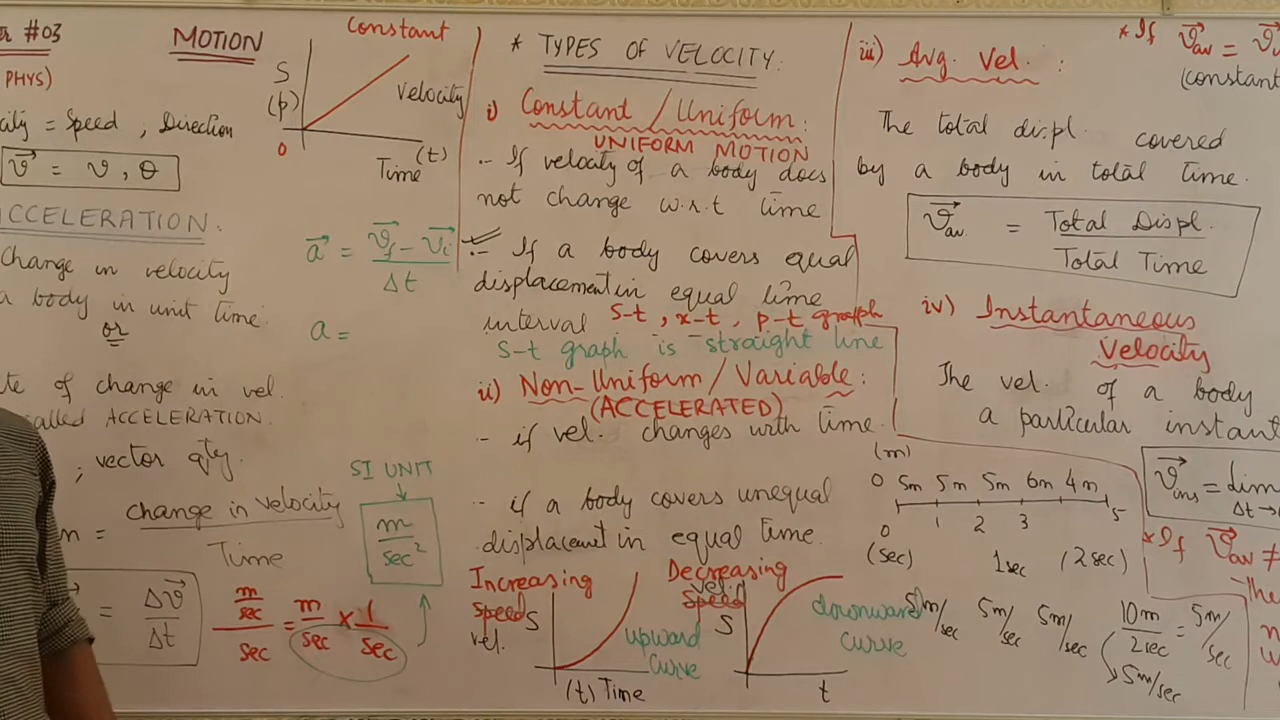 #03
MOTION
PHYS)
city = Speed , Direction
v⃗ = v , θ
Constant
S
(P)
velocity
0
Time (t)
ACCELERATION.
Change in velocity
a body in unit time.
or
te of change in vel.
called ACCELERATION.
; vector qty.
a⃗ = (v⃗f - v⃗i) / Δt
a =
change in velocity
Time
= Δv⃗ / Δt
SI UNIT
m / sec²
m/sec / sec = m/sec × 1/sec
* TYPES OF VELOCITY.
i) Constant / Uniform :
UNIFORM MOTION
:- If velocity of a body does
not change w.r.t time
:- If a body covers equal
displacement in equal time
interval S-t , x-t , p-t graph
S-t graph is straight line
ii) Non-Uniform / Variable :
(ACCELERATED)
:- if vel. changes with time.
:- if a body covers unequal
displacement in equal time.
Increasing
Speed
vel.
S
upward
curve
(t) Time
Decreasing
vel.
Speed
S
downward
curve
t
iii) Avg. Vel. :
* If v⃗av = v⃗
(constant
The total displ. covered
by a body in total time.
v⃗av. = Total Displ. / Total Time
iv) Instantaneous
Velocity
The vel. of a body
a particular instant
v⃗ins = lim
Δt →
* If v⃗av ≠
The
(m)
0 5m 5m 5m 6m 4m
0 1 2 3 5
(sec) 1sec (2sec)
5m/sec 5m/sec 5m/sec 10m/2sec = 5m/sec
5m/sec